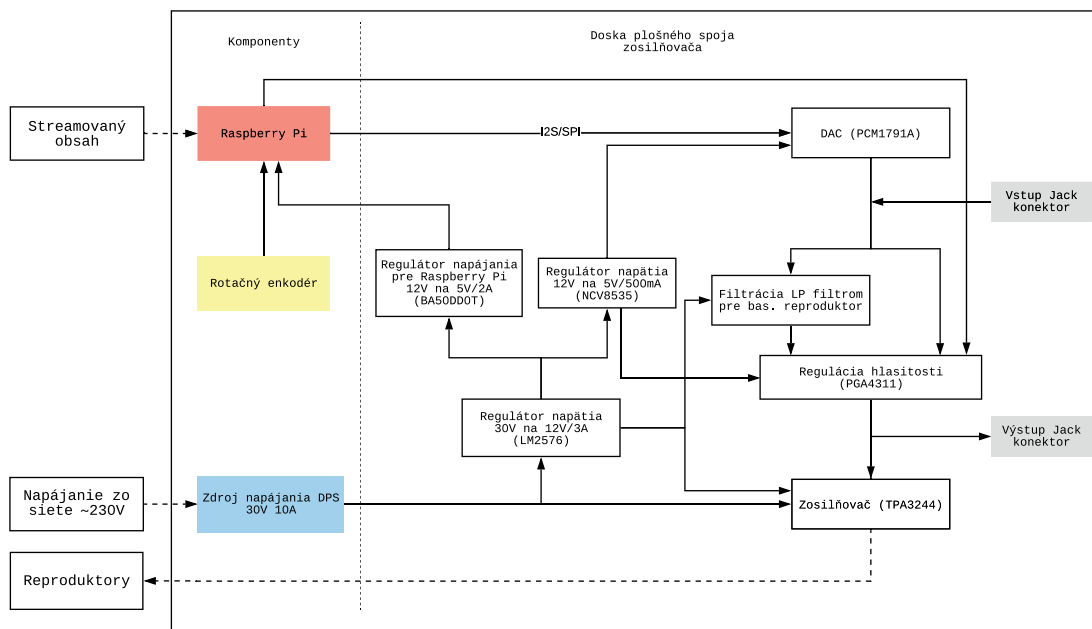 Komponenty
Doska plošného spoja
zosilňovača
Streamovaný
obsah
Raspberry Pi
I2S/SPI
DAC (PCM1791A)
Vstup Jack
konektor
Rotačný enkodér
Regulátor napájania
pre Raspberry Pi
12V na 5V/2A
(BA50DDOT)
Regulátor napätia
12V na 5V/500mA
(NCV8535)
Filtrácia LP filtrom
pre bas. reproduktor
Regulácia hlasitosti
(PGA4311)
Regulátor napätia
30V na 12V/3A
(LM2576)
Výstup Jack
konektor
Napájanie zo
siete ~230V
Zdroj napájania DPS
30V 10A
Zosilňovač (TPA3244)
Reproduktory